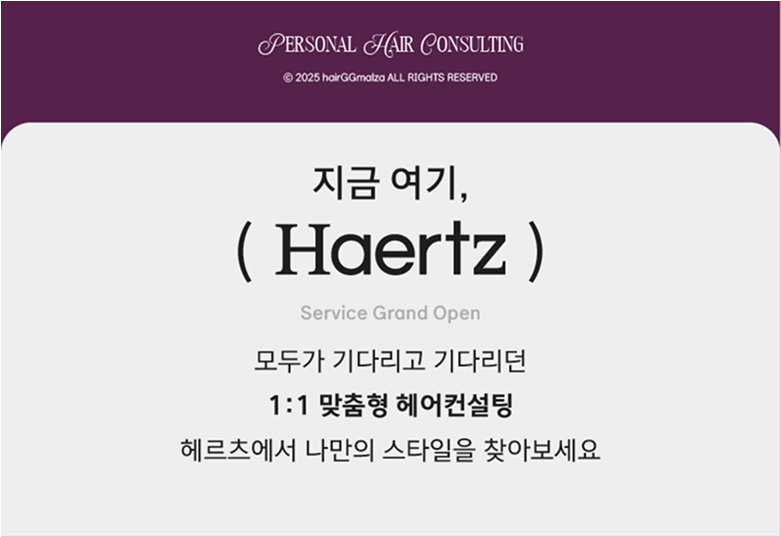 PERSONAL HAIR CONSULTING
© 2025 hairGGmalza ALL RIGHTS RESERVED
지금 여기,
( Haertz )
Service Grand Open
모두가 기다리고 기다리던
1:1 맞춤형 헤어컨설팅
헤르츠에서 나만의 스타일을 찾아보세요